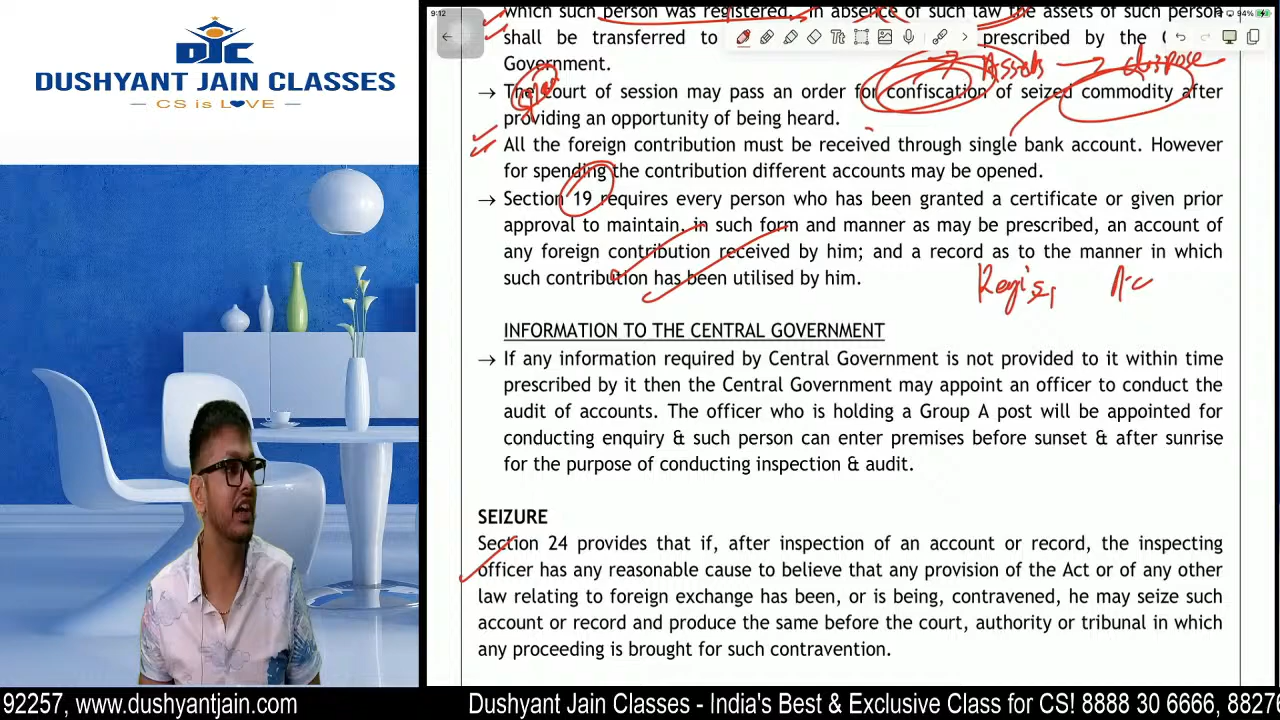 DJC
DUSHYANT JAIN CLASSES
CS is L VE
9:12
94%
which such person was registered. In absence of such law the assets of such person
shall be transferred to prescribed by the
Government.
Assets → dispose
→ The court of session may pass an order for confiscation of seized commodity after
providing an opportunity of being heard.
All the foreign contribution must be received through single bank account. However
for spending the contribution different accounts may be opened.
→ Section 19 requires every person who has been granted a certificate or given prior
approval to maintain, in such form and manner as may be prescribed, an account of
any foreign contribution received by him; and a record as to the manner in which
such contribution has been utilised by him.
INFORMATION TO THE CENTRAL GOVERNMENT
→ If any information required by Central Government is not provided to it within time
prescribed by it then the Central Government may appoint an officer to conduct the
audit of accounts. The officer who is holding a Group A post will be appointed for
conducting enquiry & such person can enter premises before sunset & after sunrise
for the purpose of conducting inspection & audit.
SEIZURE
Section 24 provides that if, after inspection of an account or record, the inspecting
officer has any reasonable cause to believe that any provision of the Act or of any other
law relating to foreign exchange has been, or is being, contravened, he may seize such
account or record and produce the same before the court, authority or tribunal in which
any proceeding is brought for such contravention.
92257, www.dushyantjain.com Dushyant Jain Classes - India's Best & Exclusive Class for CS! 8888 30 6666, 88276